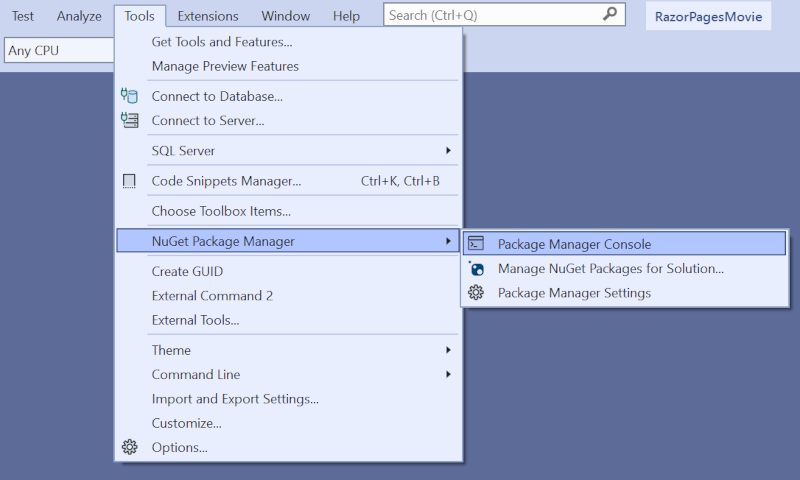 Test Analyze Tools Extensions Window Help Search (Ctrl+Q) RazorPagesMovie
Any CPU
Get Tools and Features...
Manage Preview Features
Connect to Database...
Connect to Server...
SQL Server
Code Snippets Manager... Ctrl+K, Ctrl+B
Choose Toolbox Items...
NuGet Package Manager
Package Manager Console
Manage NuGet Packages for Solution...
Package Manager Settings
Create GUID
External Command 2
External Tools...
Theme
Command Line
Import and Export Settings...
Customize...
Options...